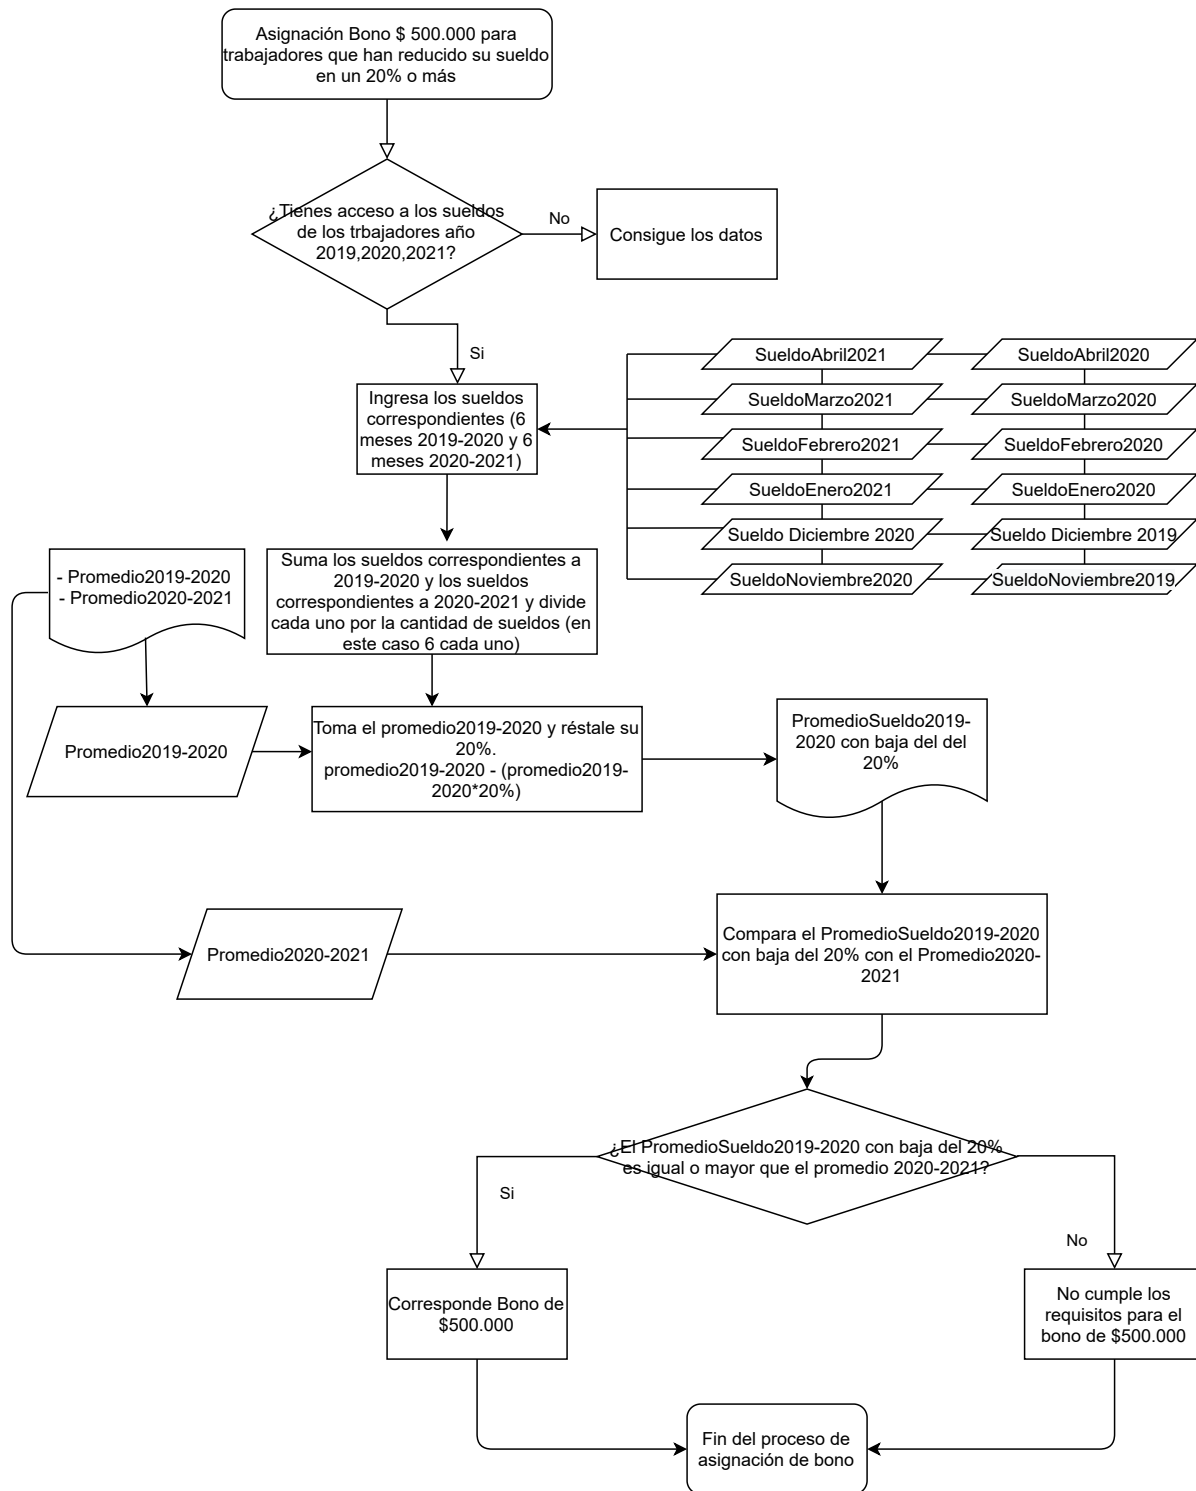 Asignación Bono $ 500.000 para
trabajadores que han reducido su sueldo
en un 20% o más
¿Tienes acceso a los sueldos
de los trbajadores año
2019,2020,2021?
No
Consigue los datos
Si
Ingresa los sueldos
correspondientes (6
meses 2019-2020 y 6
meses 2020-2021)
SueldoAbril2021
SueldoAbril2020
SueldoMarzo2021
SueldoMarzo2020
SueldoFebrero2021
SueldoFebrero2020
SueldoEnero2021
SueldoEnero2020
Sueldo Diciembre 2020
Sueldo Diciembre 2019
SueldoNoviembre2020
SueldoNoviembre2019
Suma los sueldos correspondientes a
2019-2020 y los sueldos
correspondientes a 2020-2021 y divide
cada uno por la cantidad de sueldos (en
este caso 6 cada uno)
- Promedio2019-2020
- Promedio2020-2021
Promedio2019-2020
Toma el promedio2019-2020 y réstale su
20%.
promedio2019-2020 - (promedio2019-
2020*20%)
PromedioSueldo2019-
2020 con baja del del
20%
Promedio2020-2021
Compara el PromedioSueldo2019-2020
con baja del 20% con el Promedio2020-
2021
¿El PromedioSueldo2019-2020 con baja del 20%
es igual o mayor que el promedio 2020-2021?
Si
No
Corresponde Bono de
$500.000
No cumple los
requisitos para el
bono de $500.000
Fin del proceso de
asignación de bono